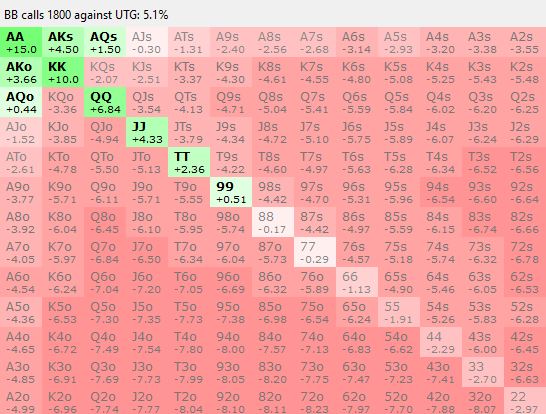 BB calls 1800 against UTG: 5.1%
AA AKs AQs AJs ATs A9s A8s A7s A6s A5s A4s A3s A2s
+15.0 +4.50 +1.50 -0.30 -1.31 -2.40 -2.56 -2.68 -3.14 -2.93 -3.20 -3.38 -3.55
AKo KK KQs KJs KTs K9s K8s K7s K6s K5s K4s K3s K2s
+3.66 +10.0 -2.07 -2.51 -3.37 -4.30 -4.61 -4.55 -4.80 -5.08 -5.25 -5.43 -5.48
AQo KQo QQ QJs QTs Q9s Q8s Q7s Q6s Q5s Q4s Q3s Q2s
+0.44 -3.36 +6.84 -3.54 -4.13 -4.71 -5.04 -5.41 -5.59 -5.84 -6.02 -6.20 -6.25
AJo KJo QJo JJ JTs J9s J8s J7s J6s J5s J4s J3s J2s
-1.52 -3.85 -4.94 +4.33 -3.79 -4.34 -4.72 -5.10 -5.75 -5.89 -6.07 -6.24 -6.29
ATo KTo QTo JTo TT T9s T8s T7s T6s T5s T4s T3s T2s
-2.61 -4.78 -5.50 -5.13 +2.36 -4.22 -4.60 -4.97 -5.63 -6.28 -6.34 -6.52 -6.56
A9o K9o Q9o J9o T9o 99 98s 97s 96s 95s 94s 93s 92s
-3.77 -5.71 -6.11 -5.71 -5.55 +0.51 -4.42 -4.70 -5.31 -5.96 -6.54 -6.60 -6.64
A8o K8o Q8o J8o T8o 98o 88 87s 86s 85s 84s 83s 82s
-3.92 -6.04 -6.45 -6.10 -5.95 -5.74 -0.17 -4.42 -4.97 -5.59 -6.15 -6.74 -6.66
A7o K7o Q7o J7o T7o 97o 87o 77 76s 75s 74s 73s 72s
-4.05 -5.97 -6.84 -6.50 -6.34 -6.04 -5.73 -0.29 -4.57 -5.18 -5.74 -6.32 -6.78
A6o K6o Q6o J6o T6o 96o 86o 76o 66 65s 64s 63s 62s
-4.54 -6.24 -7.04 -7.20 -7.05 -6.69 -6.32 -5.89 -1.13 -4.90 -5.46 -6.05 -6.53
A5o K5o Q5o J5o T5o 95o 85o 75o 65o 55 54s 53s 52s
-4.36 -6.53 -7.30 -7.35 -7.73 -7.38 -6.98 -6.54 -6.24 -1.91 -5.26 -5.83 -6.28
A4o K4o Q4o J4o T4o 94o 84o 74o 64o 54o 44 43s 42s
-4.65 -6.72 -7.49 -7.54 -7.80 -8.00 -7.57 -7.13 -6.83 -6.62 -2.29 -6.00 -6.45
A3o K3o Q3o J3o T3o 93o 83o 73o 63o 53o 43o 33 32s
-4.85 -6.91 -7.69 -7.73 -7.99 -8.05 -8.20 -7.75 -7.47 -7.23 -7.41 -2.70 -6.63
A2o K2o Q2o J2o T2o 92o 82o 72o 62o 52o 42o 32o 22
-4.99 -6.96 -7.74 -7.77 -8.04 -8.10 -8.11 -8.23 -7.97 -7.70 -7.88 -2.97